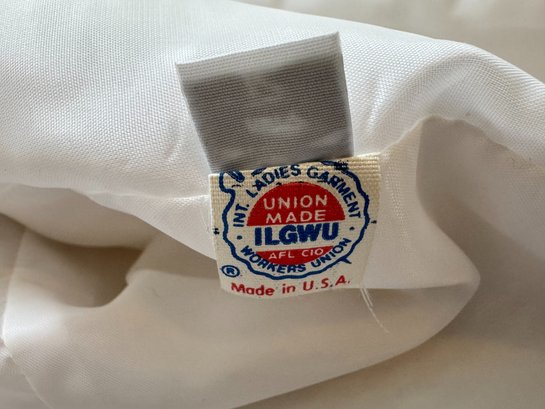 INT. LADIES GARMENT
UNION
MADE
ILGWU
AFL CIO
WORKERS UNION
®
Made in U.S.A.